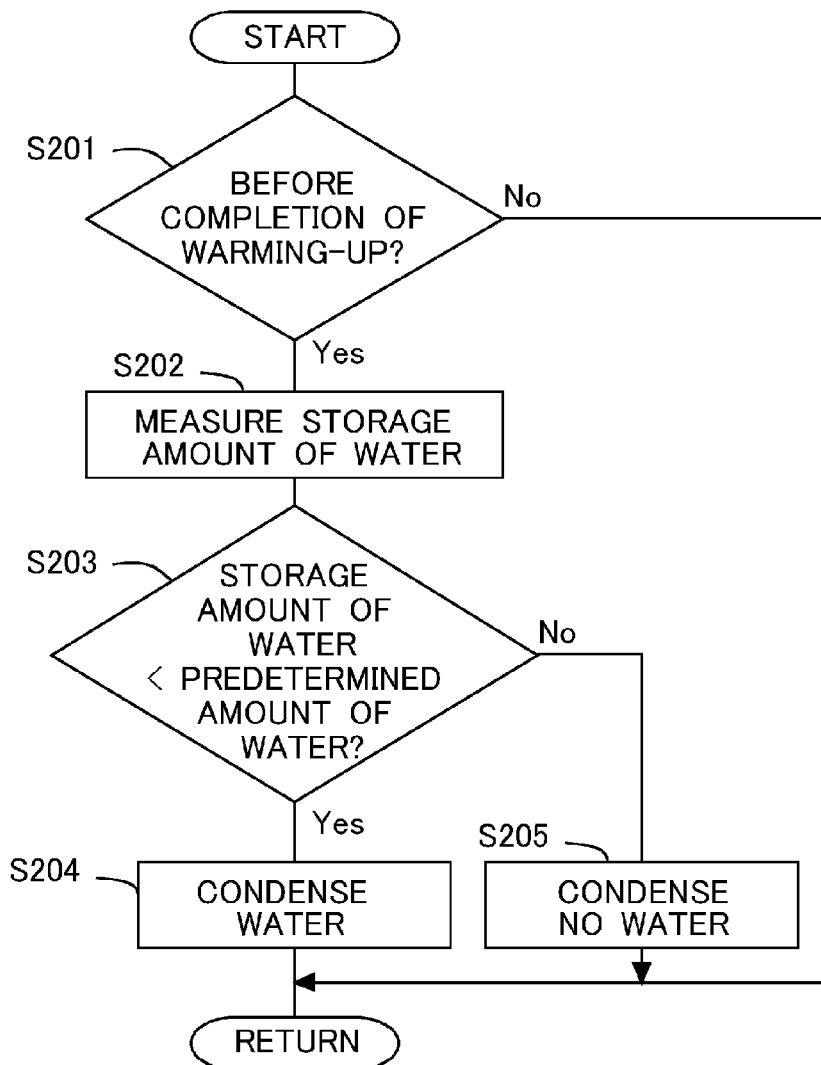 START
S201
BEFORE
COMPLETION OF
WARMING-UP?
No
Yes
S202
MEASURE STORAGE
AMOUNT OF WATER
S203
STORAGE
AMOUNT OF
WATER
< PREDETERMINED
AMOUNT OF
WATER?
No
Yes
S204
CONDENSE
WATER
S205
CONDENSE
NO WATER
RETURN